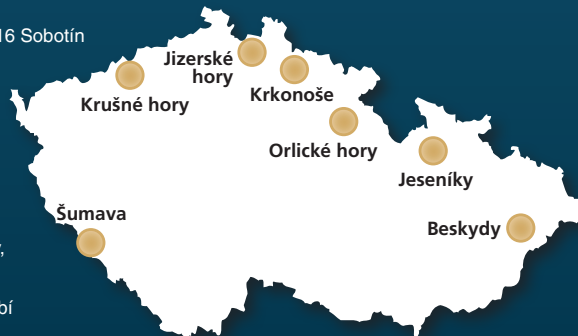 16 Sobotín
Jizerské
hory
Krkonoše
Krušné hory
Orlické hory
Jeseníky
Šumava
Beskydy